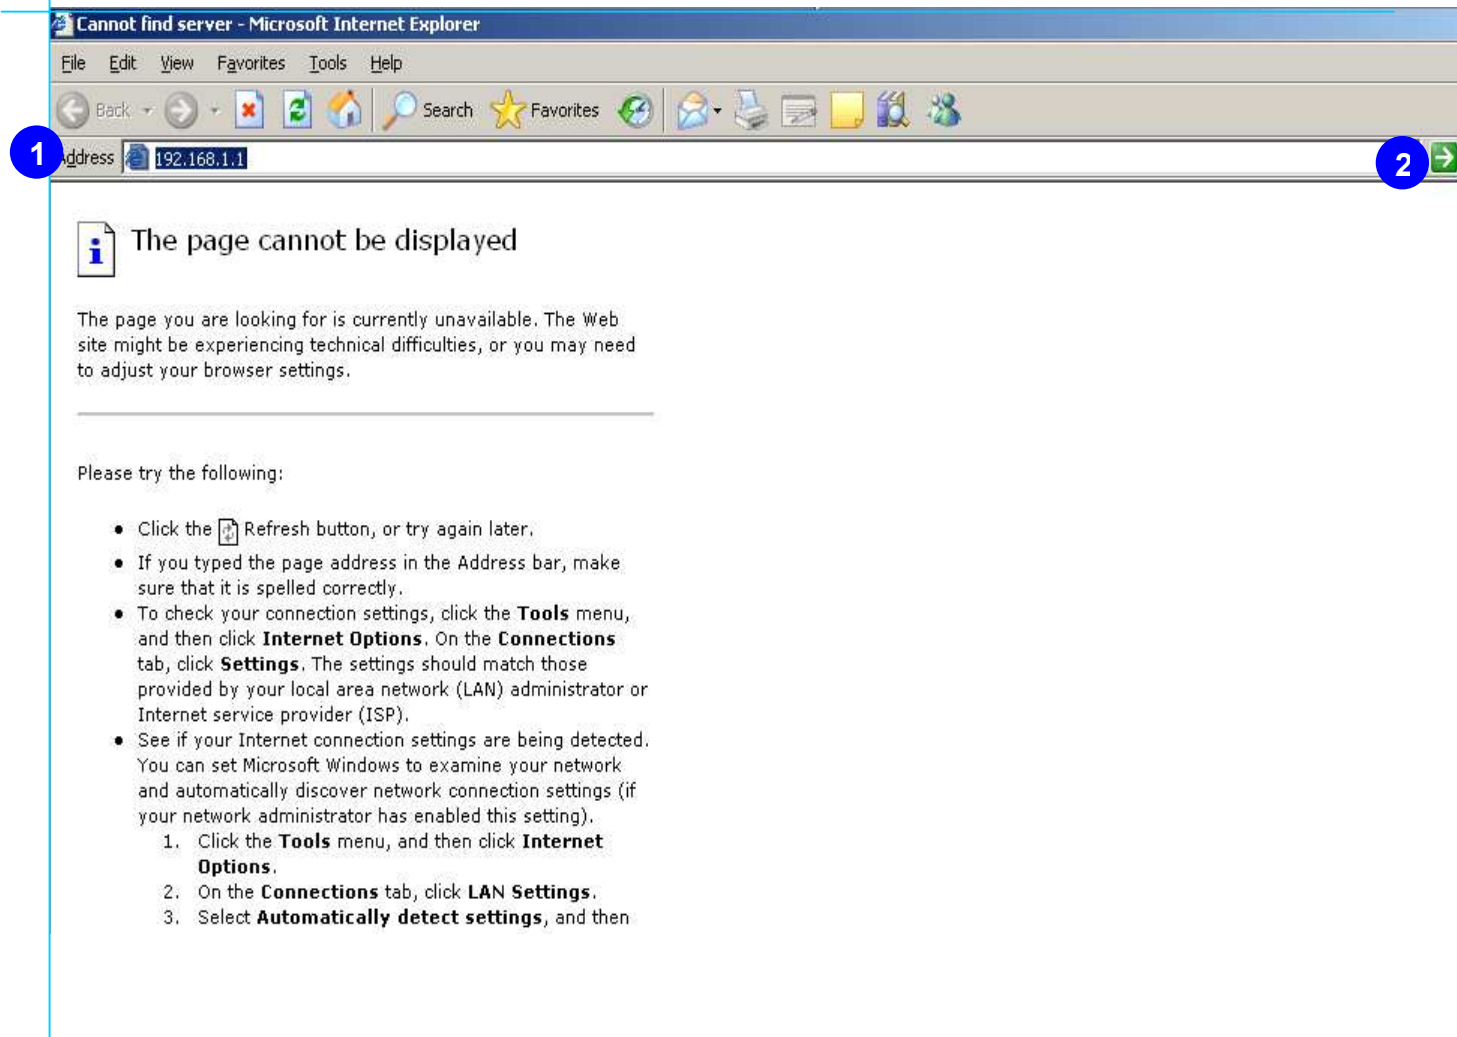 Cannot find server - Microsoft Internet Explorer
File Edit View Favorites Tools Help
Back Search Favorites
1 Address 192.168.1.1 2
The page cannot be displayed
The page you are looking for is currently unavailable. The Web
site might be experiencing technical difficulties, or you may need
to adjust your browser settings.
Please try the following:
• Click the Refresh button, or try again later.
• If you typed the page address in the Address bar, make
sure that it is spelled correctly.
• To check your connection settings, click the Tools menu,
and then click Internet Options. On the Connections
tab, click Settings. The settings should match those
provided by your local area network (LAN) administrator or
Internet service provider (ISP).
• See if your Internet connection settings are being detected.
You can set Microsoft Windows to examine your network
and automatically discover network connection settings (if
your network administrator has enabled this setting).
1. Click the Tools menu, and then click Internet
Options.
2. On the Connections tab, click LAN Settings.
3. Select Automatically detect settings, and then